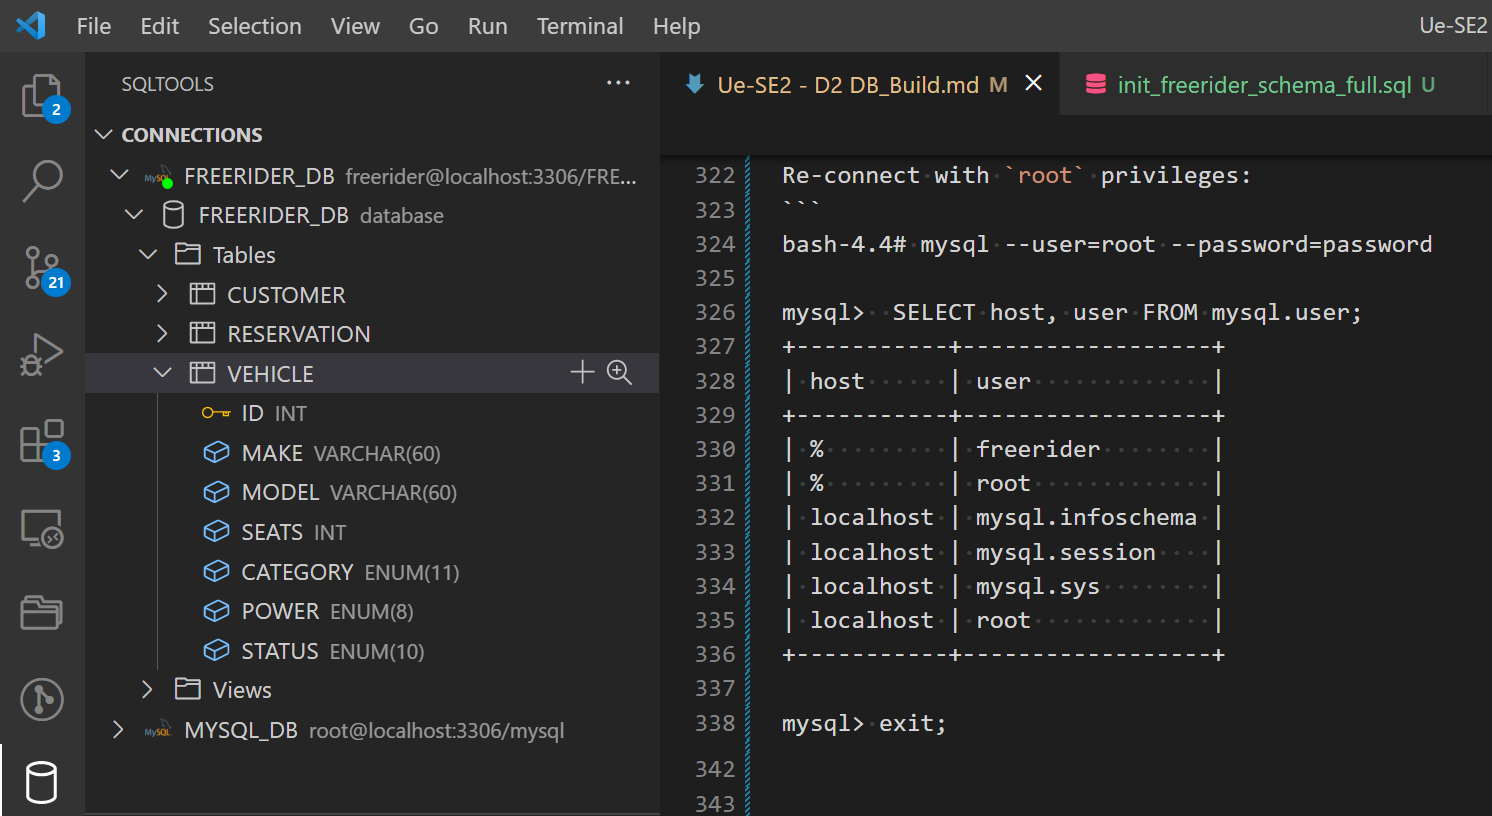 File Edit Selection View Go Run Terminal Help Ue-SE2
SQLTOOLS ···
CONNECTIONS
MySQL FREERIDER_DB freerider@localhost:3306/FRE...
FREERIDER_DB database
Tables
CUSTOMER
RESERVATION
VEHICLE
ID INT
MAKE VARCHAR(60)
MODEL VARCHAR(60)
SEATS INT
CATEGORY ENUM(11)
POWER ENUM(8)
STATUS ENUM(10)
Views
MySQL MYSQL_DB root@localhost:3306/mysql
2
21
3
Ue-SE2 - D2 DB_Build.md M
init_freerider_schema_full.sql U
322 Re-connect with `root` privileges:
323 ```
324 bash-4.4# mysql --user=root --password=password
325
326 mysql>  SELECT host, user FROM mysql.user;
327 +-----------+------------------+
328 | host      | user             |
329 +-----------+------------------+
330 | %         | freerider        |
331 | %         | root             |
332 | localhost | mysql.infoschema |
333 | localhost | mysql.session    |
334 | localhost | mysql.sys        |
335 | localhost | root             |
336 +-----------+------------------+
337
338 mysql> exit;
342
343